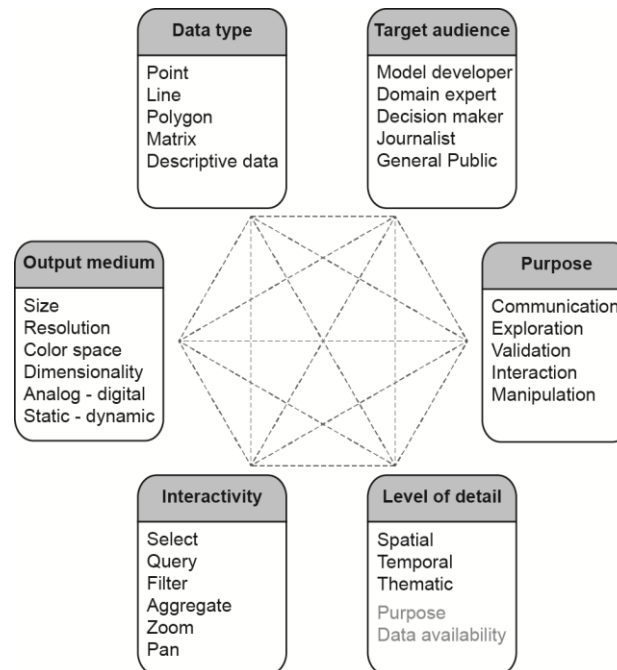 Data type
Point
Line
Polygon
Matrix
Descriptive data
Target audience
Model developer
Domain expert
Decision maker
Journalist
General Public
Output medium
Size
Resolution
Color space
Dimensionality
Analog - digital
Static - dynamic
Purpose
Communication
Exploration
Validation
Interaction
Manipulation
Interactivity
Select
Query
Filter
Aggregate
Zoom
Pan
Level of detail
Spatial
Temporal
Thematic
Purpose
Data availability